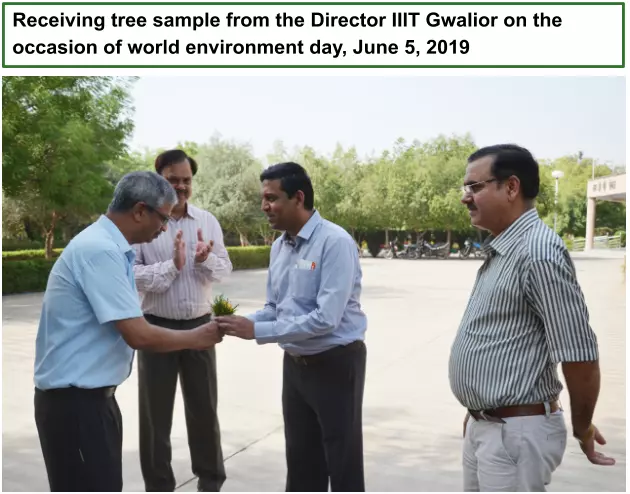 Receiving tree sample from the Director IIIT Gwalior on the
occasion of world environment day, June 5, 2019